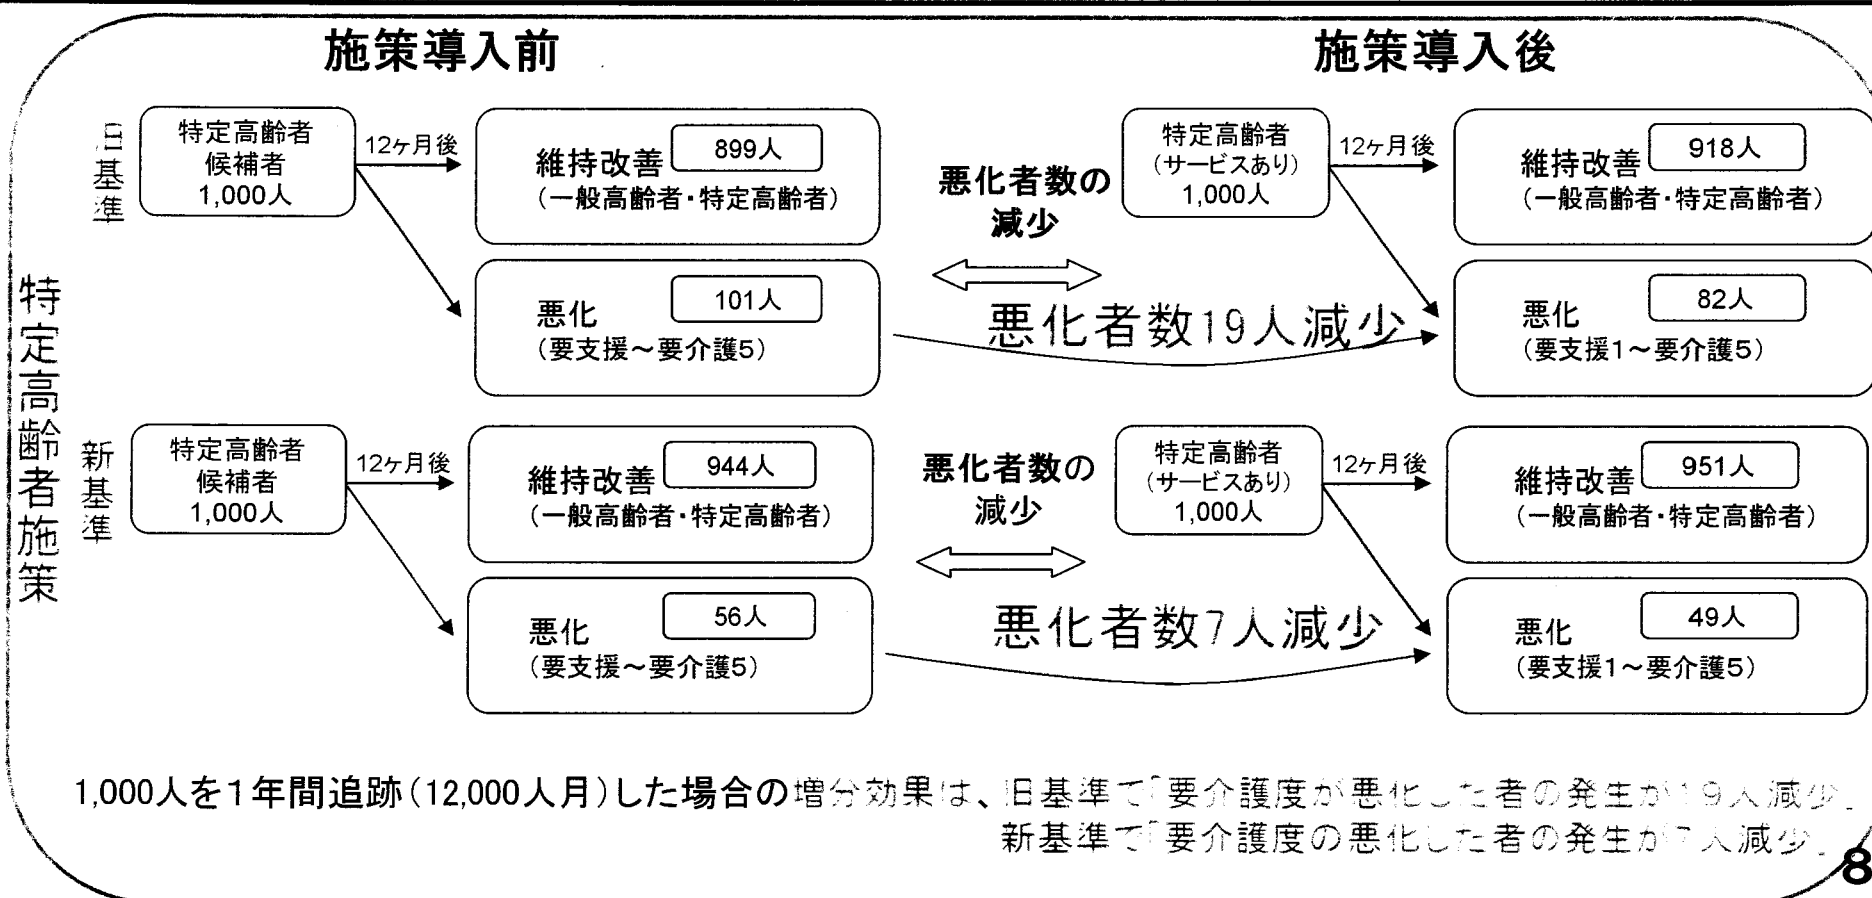 施策導入前
施策導入後
特定高齢者施策
旧基準
特定高齢者
候補者
1,000人
12ヶ月後
維持改善 899人
(一般高齢者・特定高齢者)
悪化 101人
(要支援～要介護5)
悪化者数の
減少
悪化者数19人減少
特定高齢者
(サービスあり)
1,000人
12ヶ月後
維持改善 918人
(一般高齢者・特定高齢者)
悪化 82人
(要支援1～要介護5)
新基準
特定高齢者
候補者
1,000人
12ヶ月後
維持改善 944人
(一般高齢者・特定高齢者)
悪化 56人
(要支援～要介護5)
悪化者数の
減少
悪化者数7人減少
特定高齢者
(サービスあり)
1,000人
12ヶ月後
維持改善 951人
(一般高齢者・特定高齢者)
悪化 49人
(要支援1～要介護5)
1,000人を1年間追跡(12,000人月)した場合の増分効果は、旧基準で「要介護度が悪化した者の発生が19人減少」
新基準で「要介護度の悪化した者の発生が7人減少」
8